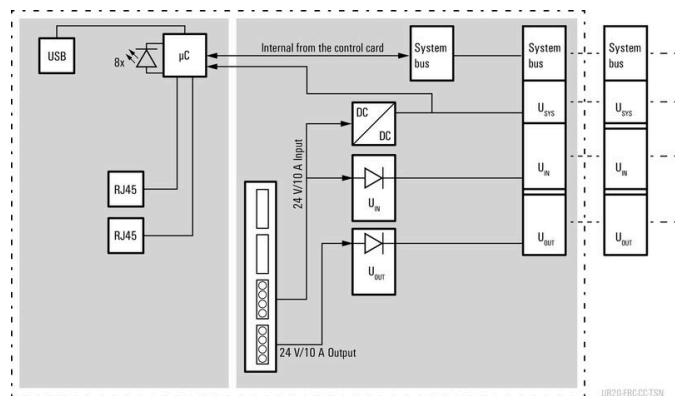 USB
8x
µC
Internal from the control card
System
bus
System
bus
System
bus
DC
DC
U SYS
U SYS
24 V/10 A Input
RJ45
RJ45
U IN
U IN
U IN
U OUT
U OUT
U OUT
24 V/10 A Output
UR20-FBC-CC-TSN